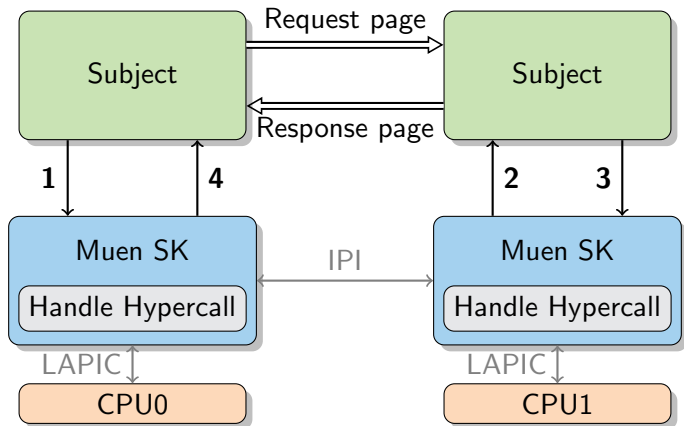 Request page
Subject
Subject
Response page
1
4
2
3
Muen SK
IPI
Muen SK
Handle Hypercall
Handle Hypercall
LAPIC
LAPIC
CPU0
CPU1